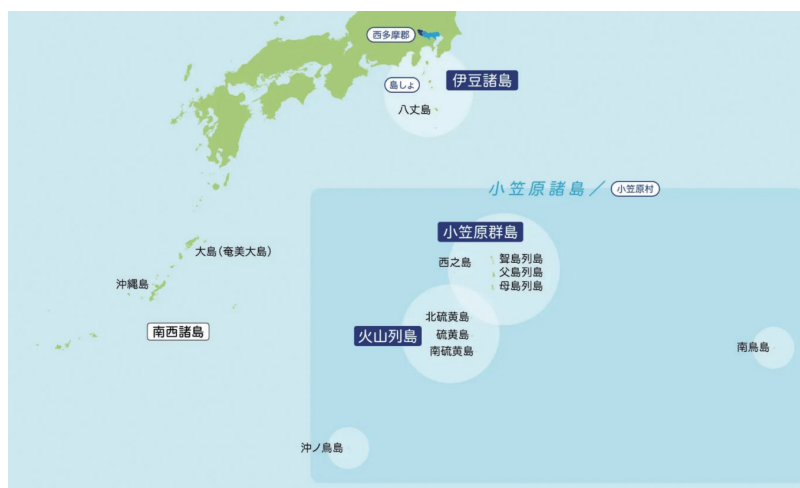 西多摩郡
島しょ
伊豆諸島
八丈島
小笠原諸島／
小笠原村
小笠原群島
西之島
聟島列島
父島列島
母島列島
大島(奄美大島)
沖縄島
南西諸島
北硫黄島
火山列島
硫黄島
南硫黄島
南鳥島
沖ノ鳥島